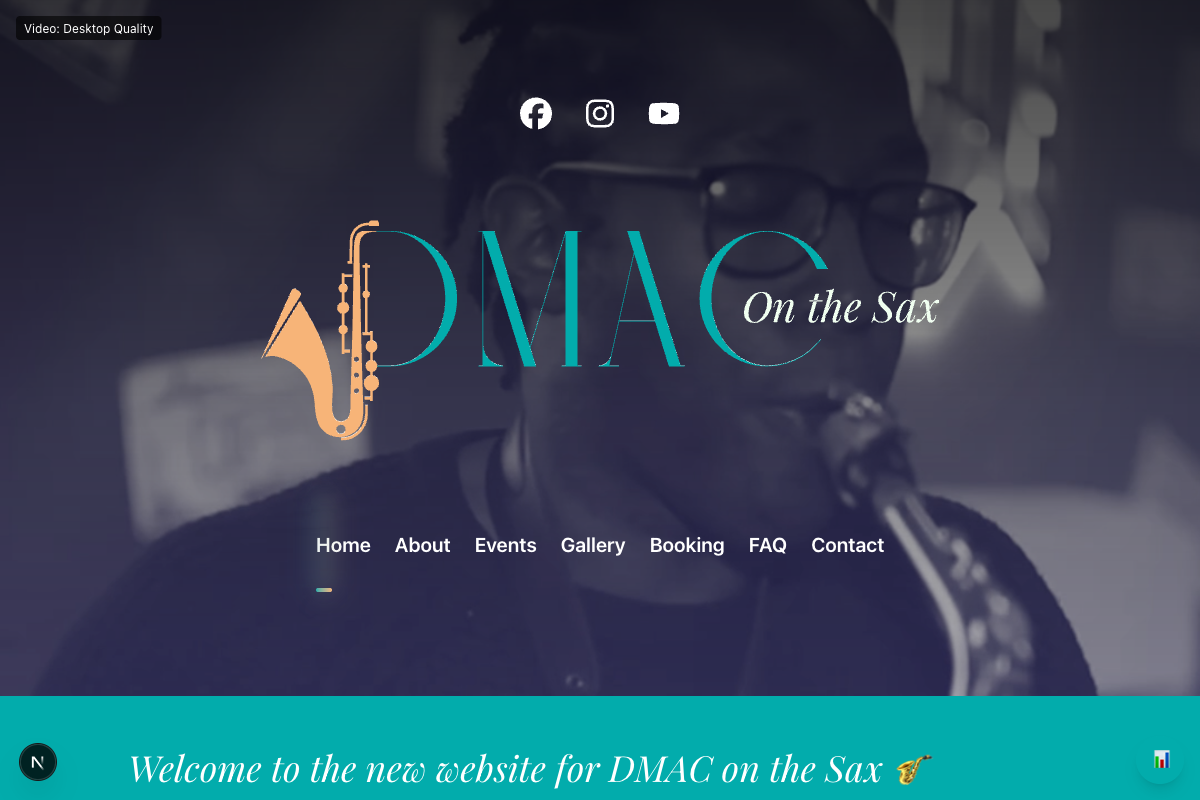 Video: Desktop Quality
DMAC
On the Sax
Home About Events Gallery Booking FAQ Contact
Welcome to the new website for DMAC on the Sax 🎷
N